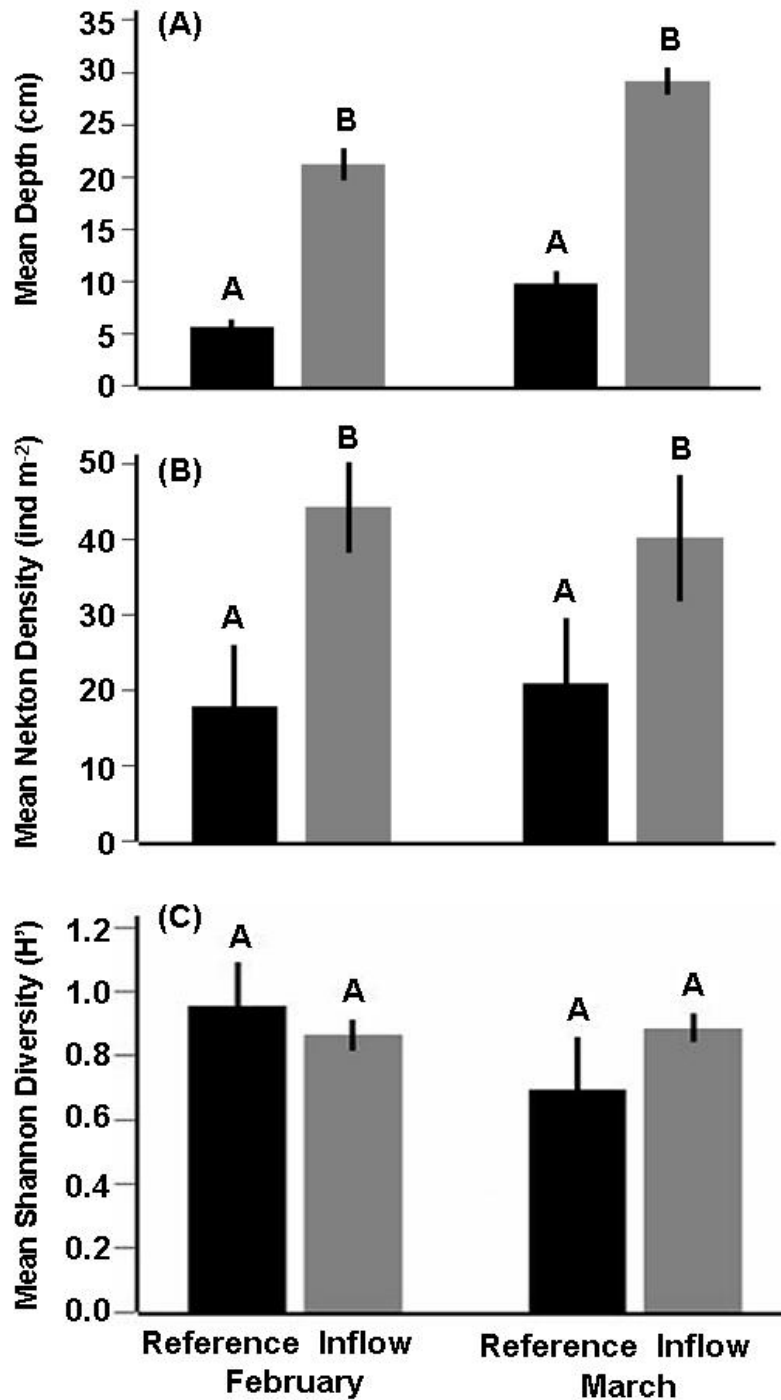 (A)
Mean Depth (cm)
35
30
25
20
15
10
5
0
A
B
A
B
(B)
Mean Nekton Density (ind m-2)
50
40
30
20
10
0
A
B
A
B
(C)
Mean Shannon Diversity (H')
1.2
1.0
0.8
0.6
0.4
0.2
0.0
A
A
A
A
Reference Inflow Reference Inflow
February March